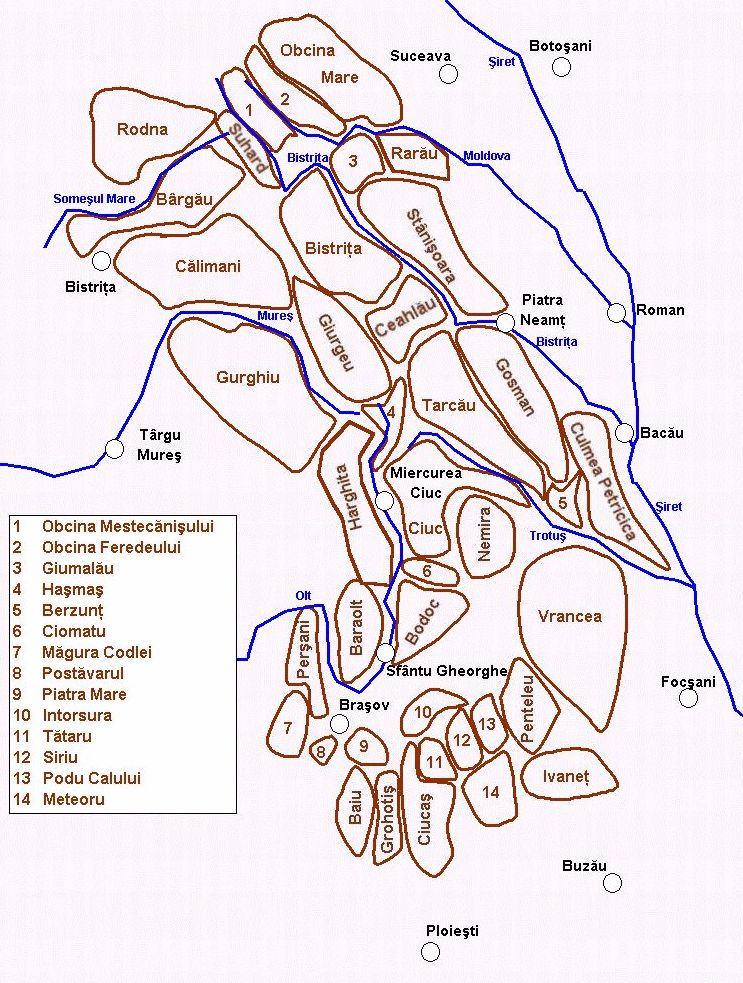 Obcina
Mare
Suceava
Botoşani
Şiret
1
2
Rodna
Suhard
Bistriţa
3
Rarău
Moldova
Someşul Mare
Bârgău
Stânişoara
Bistriţa
Călimani
Bistriţa
Piatra
Neamţ
Roman
Mureş
Giurgeu
Ceahlău
Bistriţa
Gurghiu
Tarcău
Gosman
4
Târgu
Mureş
Bacău
Culmea Petricica
Harghita
Miercurea
Ciuc
5
Şiret
Ciuc
Nemira
Trotuş
1 Obcina Mestecănişului
2 Obcina Feredeului
3 Giumalău
4 Haşmaş
5 Berzunţ
6 Ciomatu
7 Măgura Codlei
8 Postăvarul
9 Piatra Mare
10 Intorsura
11 Tătaru
12 Siriu
13 Podu Calului
14 Meteoru
6
Olt
Baraolt
Bodoc
Vrancea
Perşani
Sfântu Gheorghe
Penteleu
Focşani
Braşov
10
7
8
9
12
13
11
Ivaneţ
14
Baiu
Grohotiş
Ciucaş
Buzău
Ploieşti